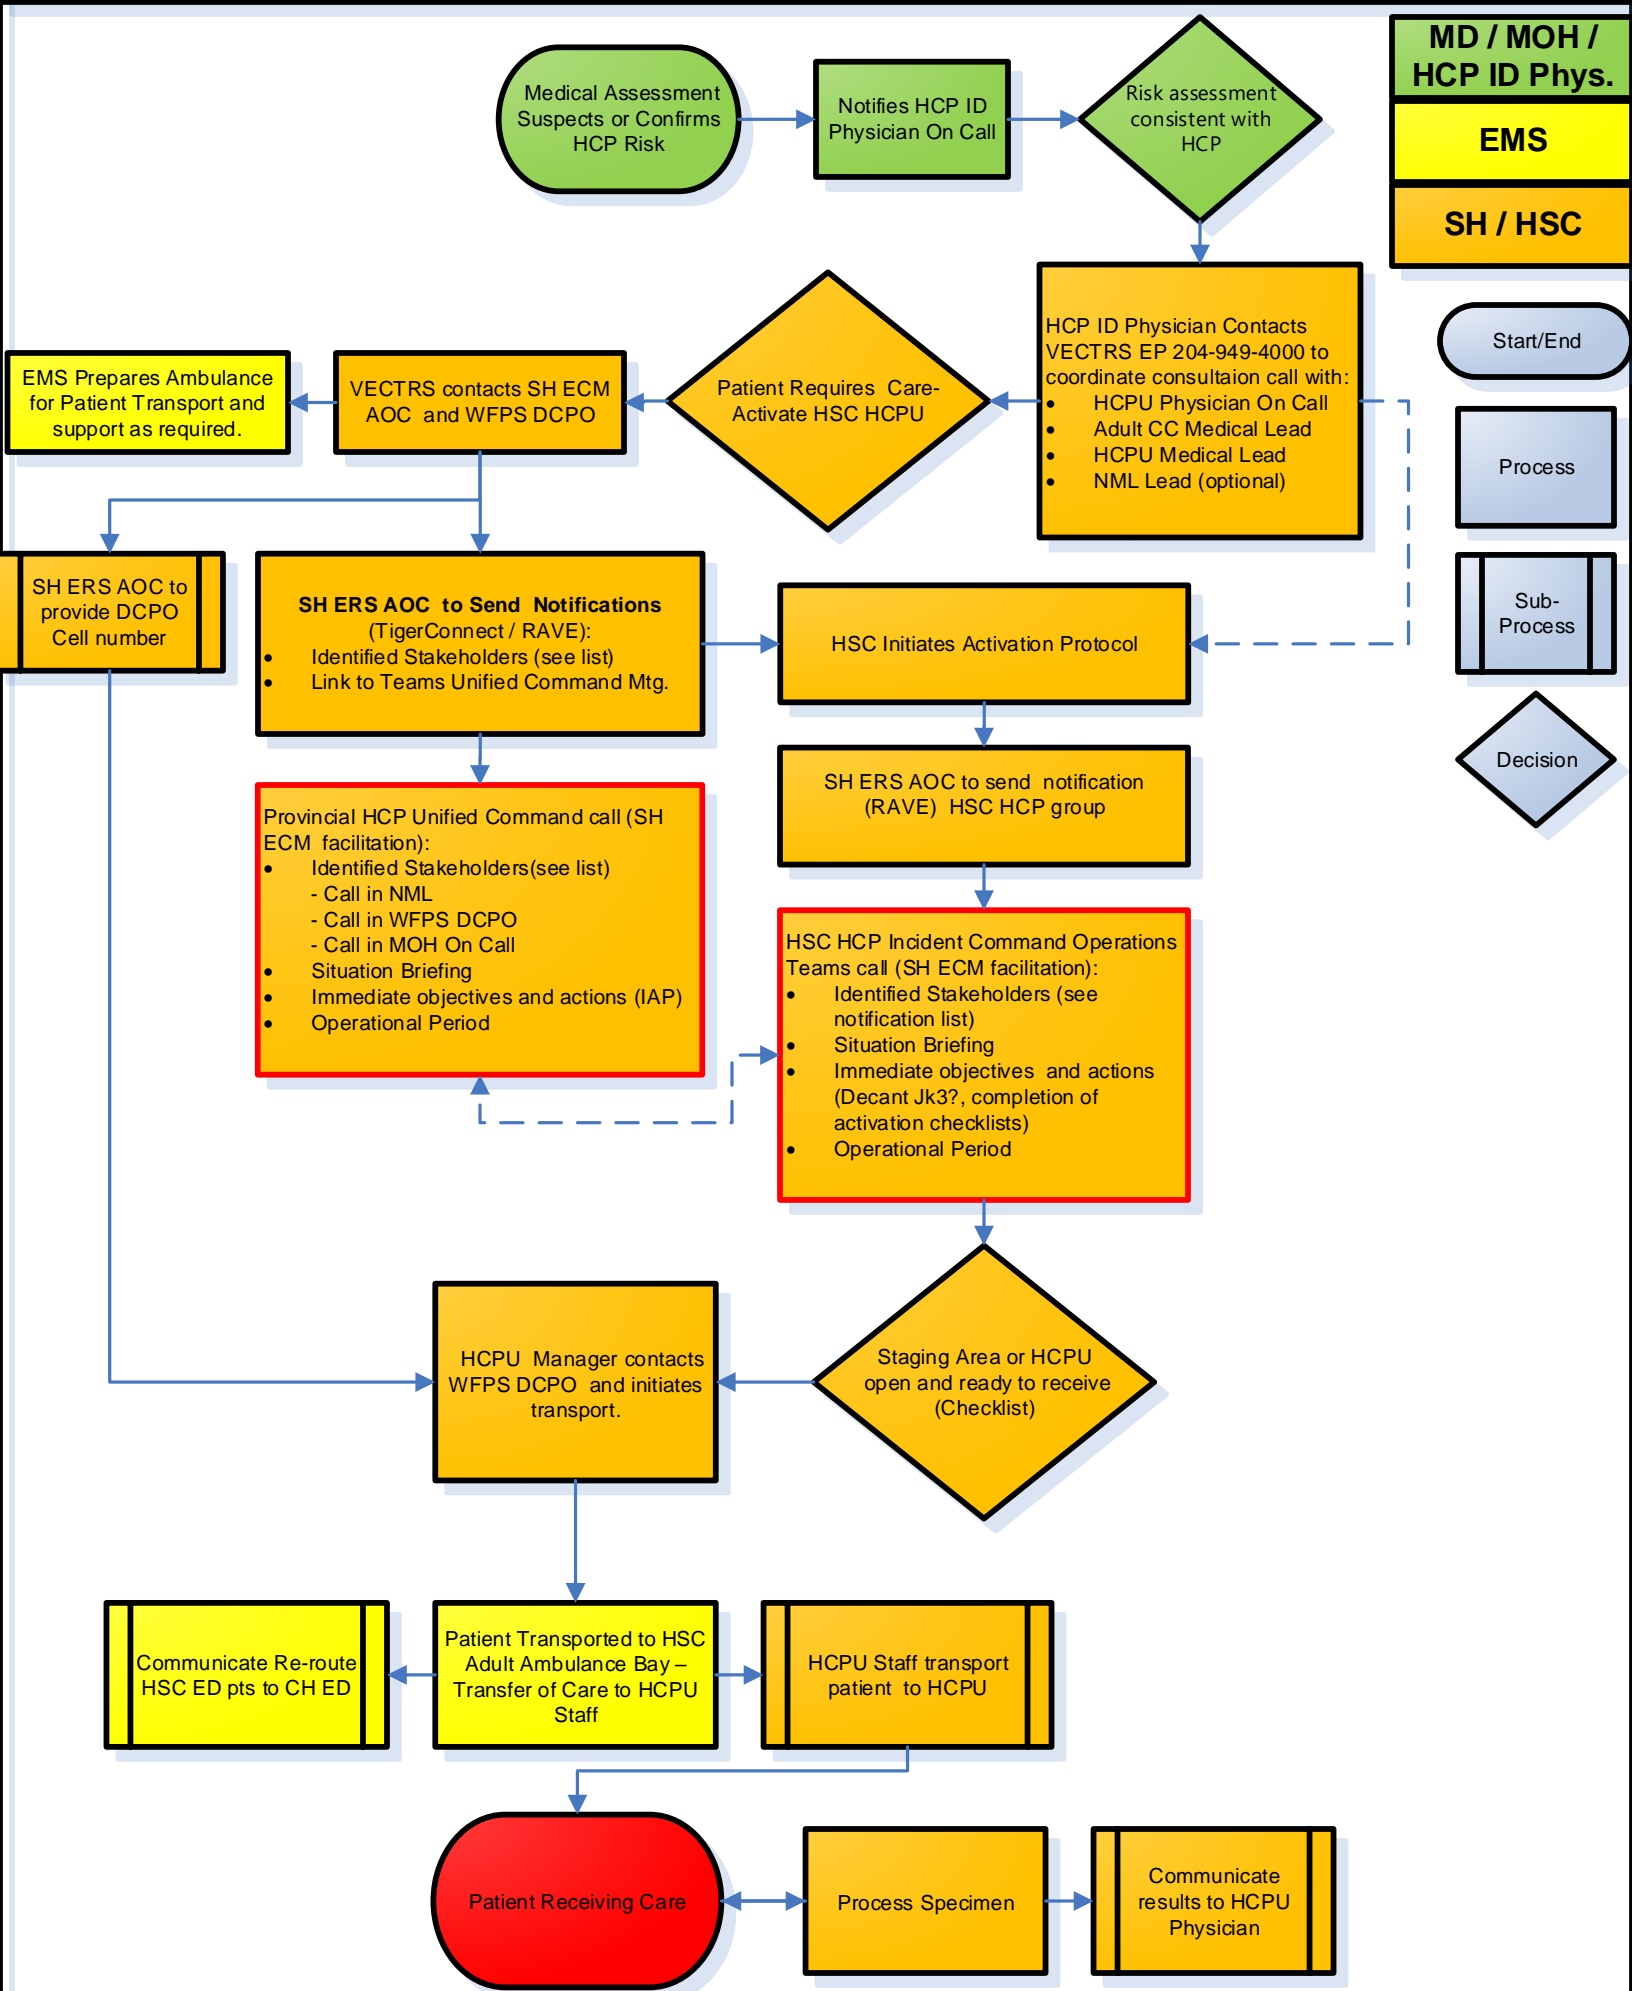 Medical Assessment
Suspects or Confirms
HCP Risk
Notifies HCP ID
Physician On Call
Risk assessment
consistent with
HCP
MD / MOH /
HCP ID Phys.
EMS
SH / HSC
HCP ID Physician Contacts
VECTRS EP 204-949-4000 to
coordinate consultaion call with:
• HCPU Physician On Call
• Adult CC Medical Lead
• HCPU Medical Lead
• NML Lead (optional)
Patient Requires Care-
Activate HSC HCPU
VECTRS contacts SH ECM
AOC and WFPS DCPO
EMS Prepares Ambulance
for Patient Transport and
support as required.
Start/End
Process
Sub-
Process
Decision
SH ERS AOC to
provide DCPO
Cell number
SH ERS AOC to Send Notifications
(TigerConnect / RAVE):
• Identified Stakeholders (see list)
• Link to Teams Unified Command Mtg.
HSC Initiates Activation Protocol
SH ERS AOC to send notification
(RAVE) HSC HCP group
Provincial HCP Unified Command call (SH
ECM facilitation):
• Identified Stakeholders(see list)
- Call in NML
- Call in WFPS DCPO
- Call in MOH On Call
• Situation Briefing
• Immediate objectives and actions (IAP)
• Operational Period
HSC HCP Incident Command Operations
Teams call (SH ECM facilitation):
• Identified Stakeholders (see
notification list)
• Situation Briefing
• Immediate objectives and actions
(Decant Jk3?, completion of
activation checklists)
• Operational Period
HCPU Manager contacts
WFPS DCPO and initiates
transport.
Staging Area or HCPU
open and ready to receive
(Checklist)
Communicate Re-route
HSC ED pts to CH ED
Patient Transported to HSC
Adult Ambulance Bay –
Transfer of Care to HCPU
Staff
HCPU Staff transport
patient to HCPU
Patient Receiving Care
Process Specimen
Communicate
results to HCPU
Physician